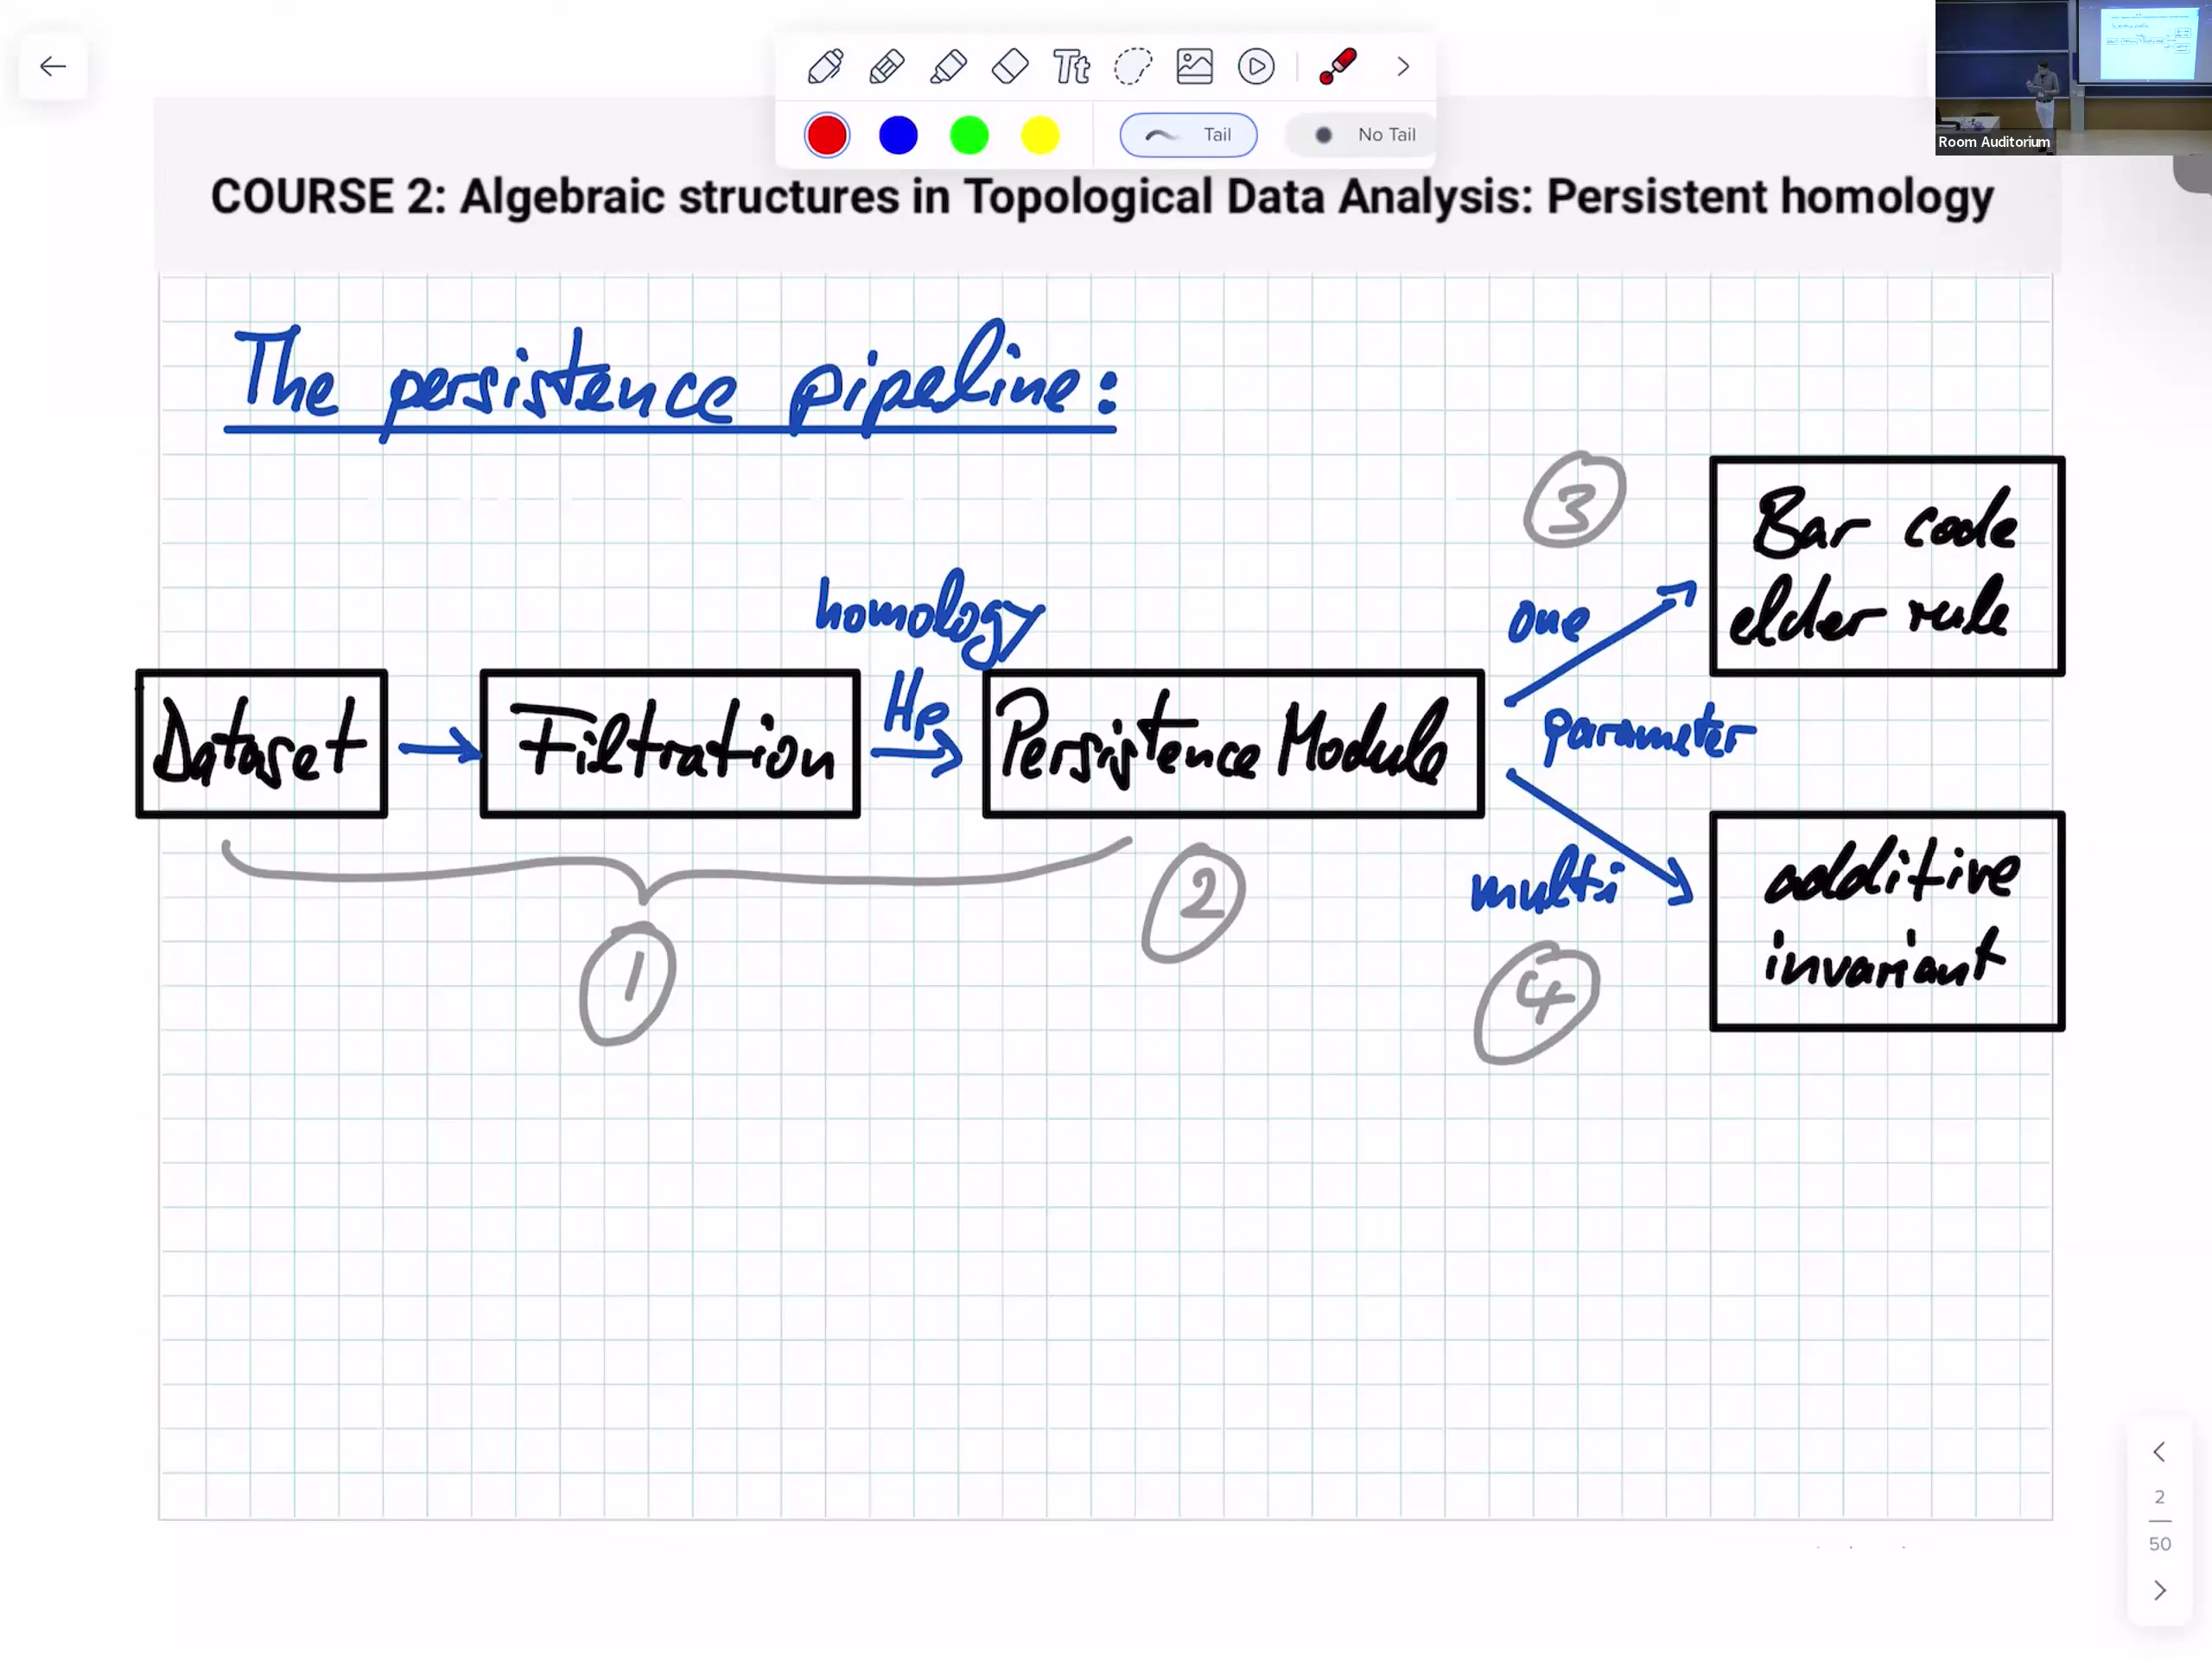 Tt
Tail
No Tail
Room Auditorium
COURSE 2: Algebraic structures in Topological Data Analysis: Persistent homology
The persistence pipeline:
3
Bar code
elder rule
homology
one
Dataset
Filtration
Hp
Persistence Module
parameter
multi
additive
invariant
1
2
4
2
50